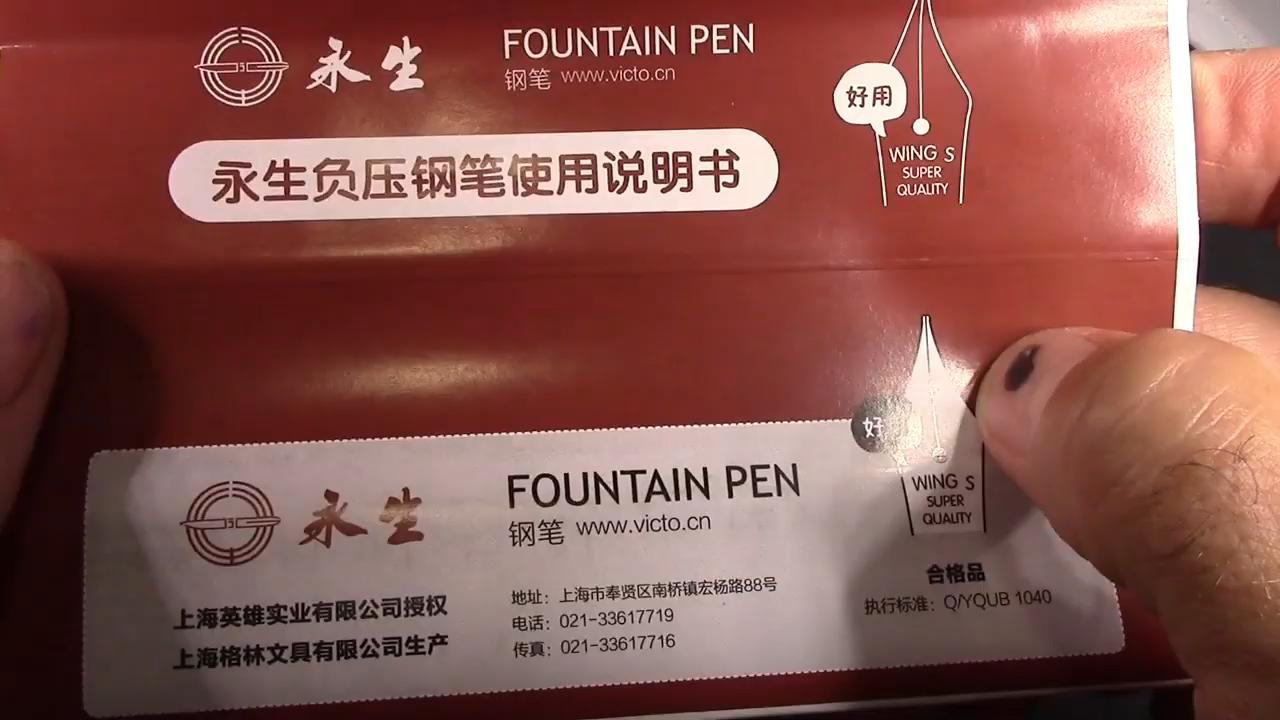 永生
FOUNTAIN PEN
钢笔 www.victo.cn
好用
WING S
SUPER
QUALITY
永生负压钢笔使用说明书
好
WING S
SUPER
QUALITY
永生
FOUNTAIN PEN
钢笔 www.victo.cn
上海英雄实业有限公司授权
上海格林文具有限公司生产
地址：上海市奉贤区南桥镇宏杨路88号
电话：021-33617719
传真：021-33617716
合格品
执行标准：Q/YQUB 1040